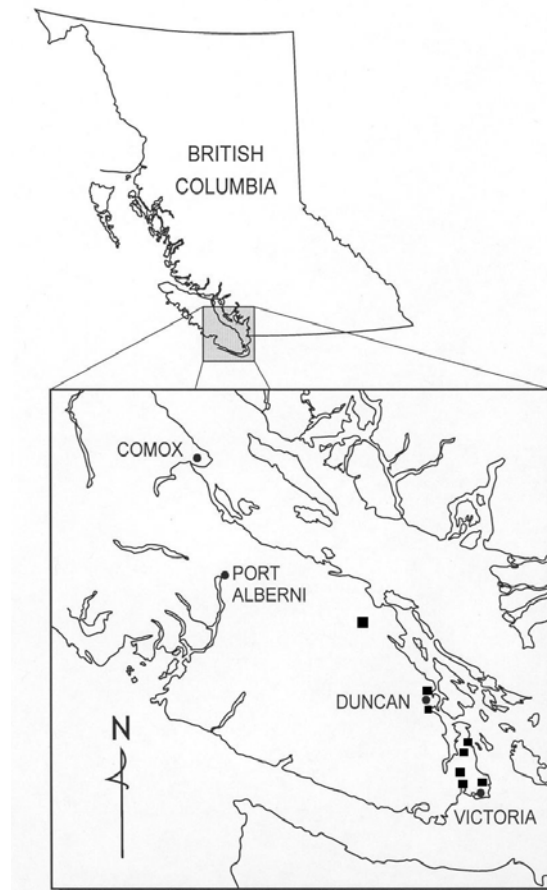 BRITISH
COLUMBIA
COMOX
PORT
ALBERNI
DUNCAN
N
VICTORIA